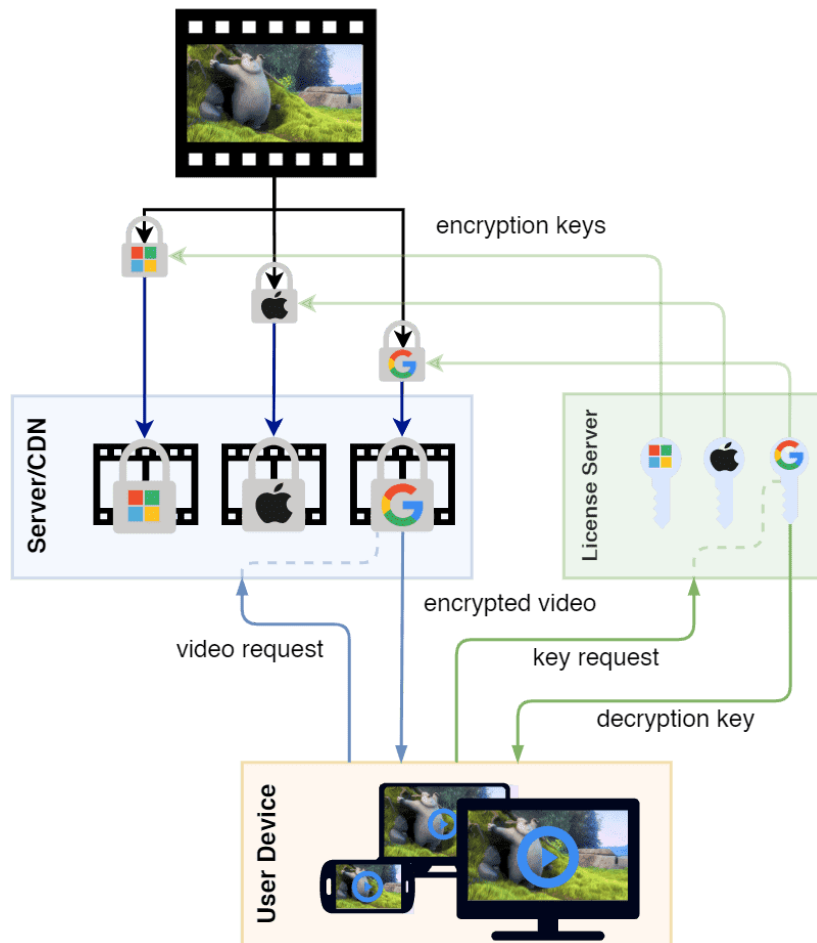 encryption keys
Server/CDN
License Server
encrypted video
video request
key request
decryption key
User Device